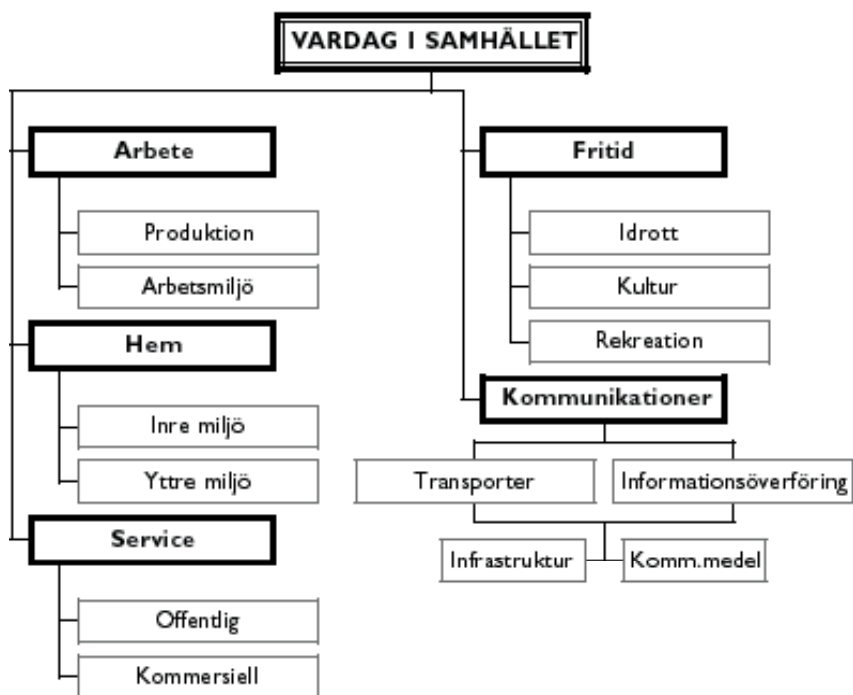 VARDAG I SAMHÄLLET
Arbete
Produktion
Arbetsmiljö
Hem
Inre miljö
Yttre miljö
Service
Offentlig
Kommersiell
Fritid
Idrott
Kultur
Rekreation
Kommunikationer
Transporter
Informationsöverföring
Infrastruktur
Komm.medel